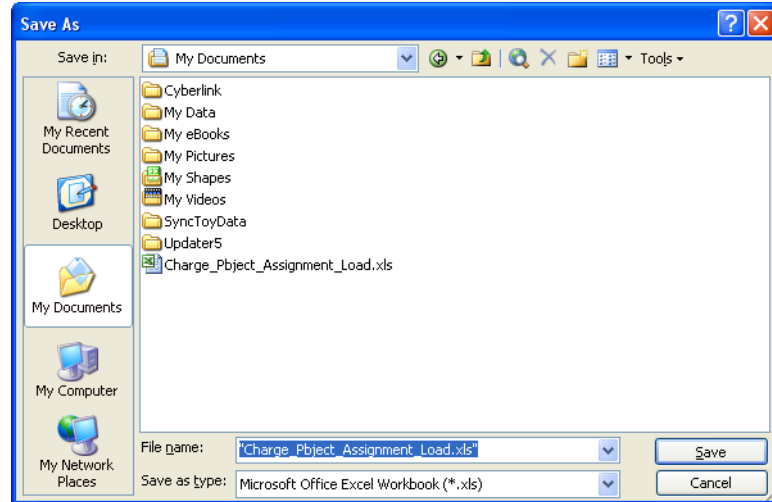 Save As
Save in:
My Documents
Tools
My Recent
Documents
Desktop
My Documents
My Computer
My Network
Places
Cyberlink
My Data
My eBooks
My Pictures
My Shapes
My Videos
SyncToyData
Updater5
Charge_Pbject_Assignment_Load.xls
File name:
"Charge_Pbject_Assignment_Load.xls"
Save
Save as type:
Microsoft Office Excel Workbook (*.xls)
Cancel